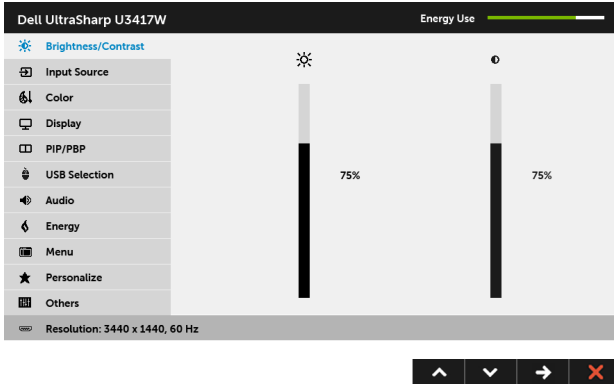 Dell UltraSharp U3417W
Energy Use
Brightness/Contrast
Input Source
Color
Display
PIP/PBP
USB Selection
Audio
Energy
Menu
Personalize
Others
75%
75%
Resolution: 3440 x 1440, 60 Hz